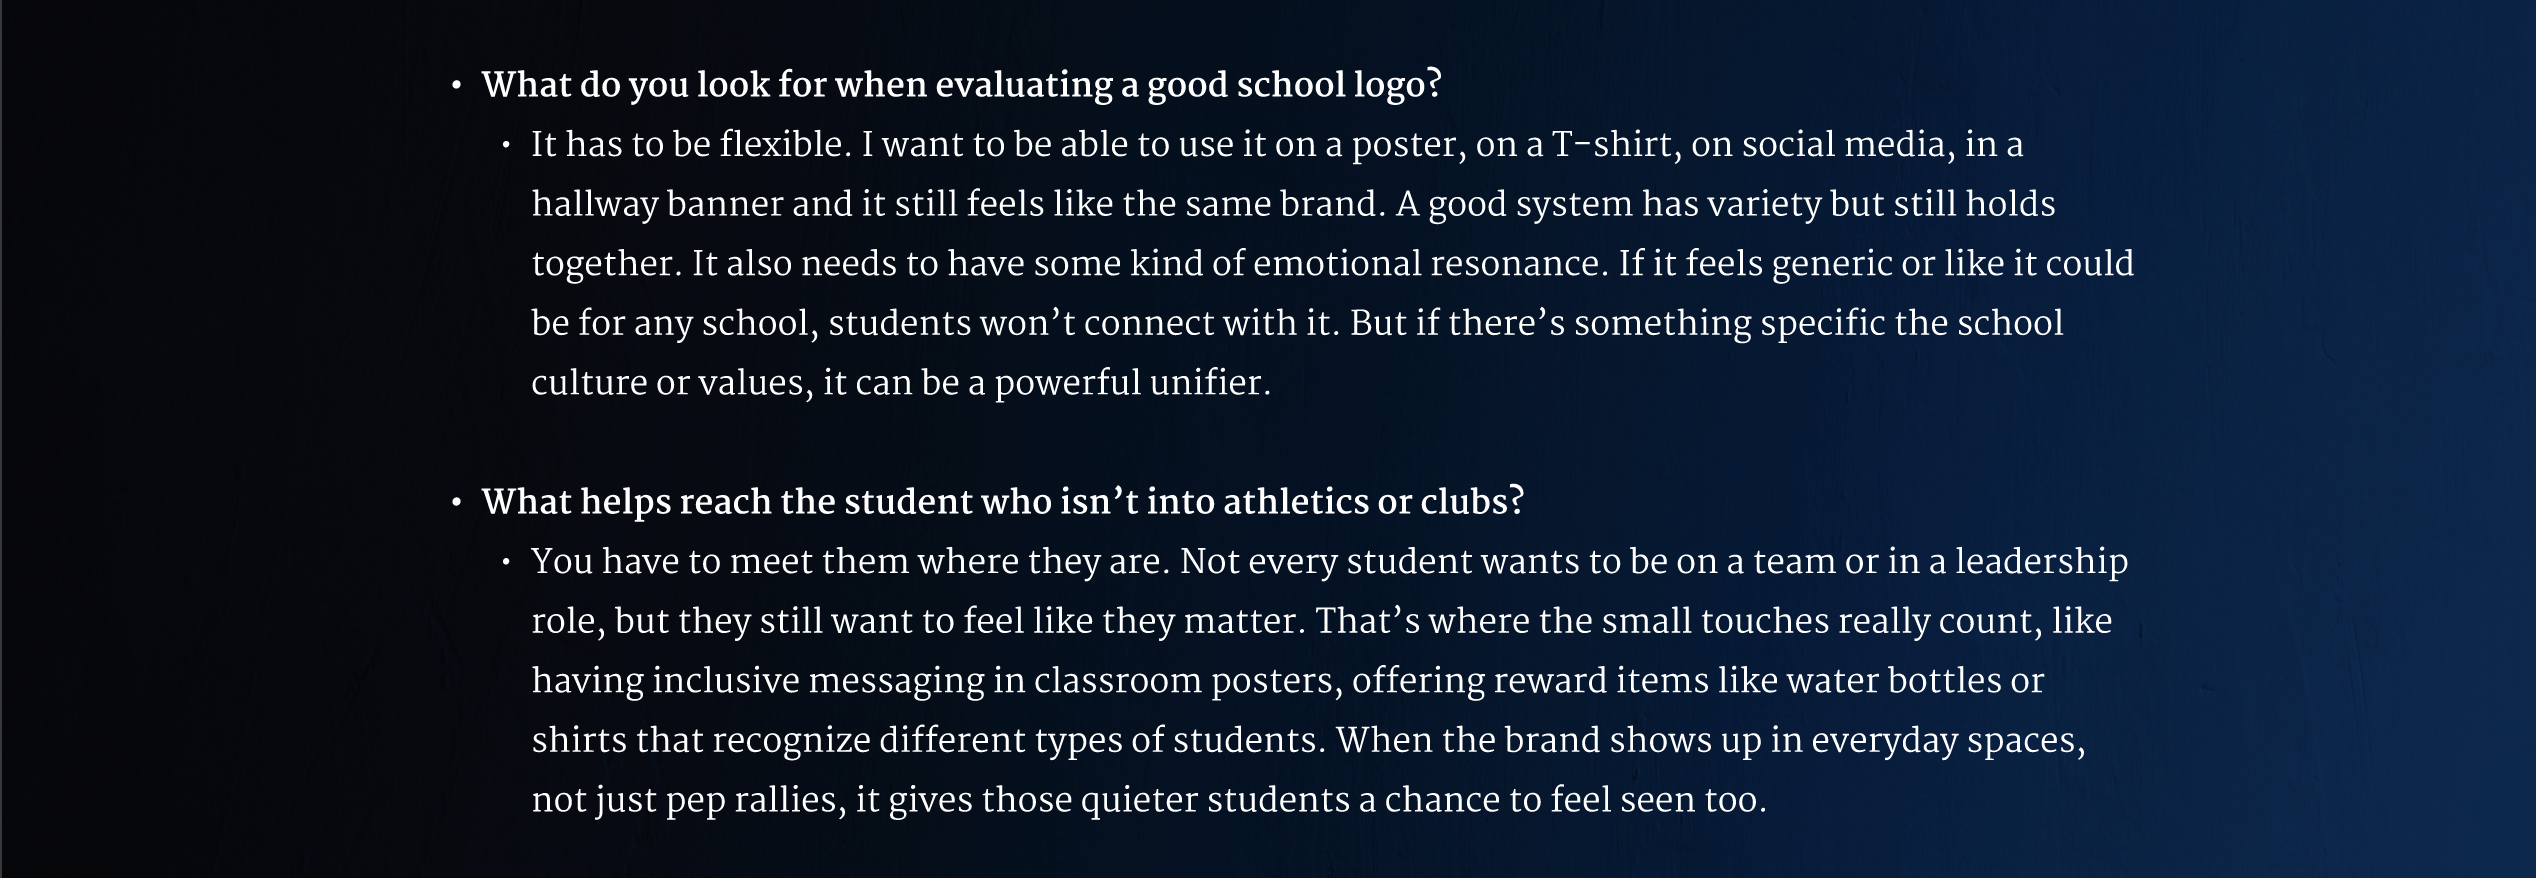 • What do you look for when evaluating a good school logo?
• It has to be flexible. I want to be able to use it on a poster, on a T-shirt, on social media, in a
hallway banner and it still feels like the same brand. A good system has variety but still holds
together. It also needs to have some kind of emotional resonance. If it feels generic or like it could
be for any school, students won’t connect with it. But if there’s something specific the school
culture or values, it can be a powerful unifier.
• What helps reach the student who isn’t into athletics or clubs?
• You have to meet them where they are. Not every student wants to be on a team or in a leadership
role, but they still want to feel like they matter. That’s where the small touches really count, like
having inclusive messaging in classroom posters, offering reward items like water bottles or
shirts that recognize different types of students. When the brand shows up in everyday spaces,
not just pep rallies, it gives those quieter students a chance to feel seen too.